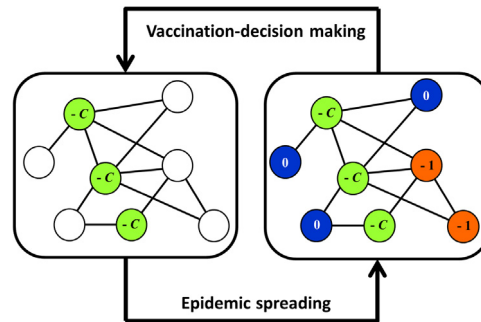 Vaccination-decision making
- C
- C
- C
0
- C
0
- C
- 1
0
- C
- 1
Epidemic spreading